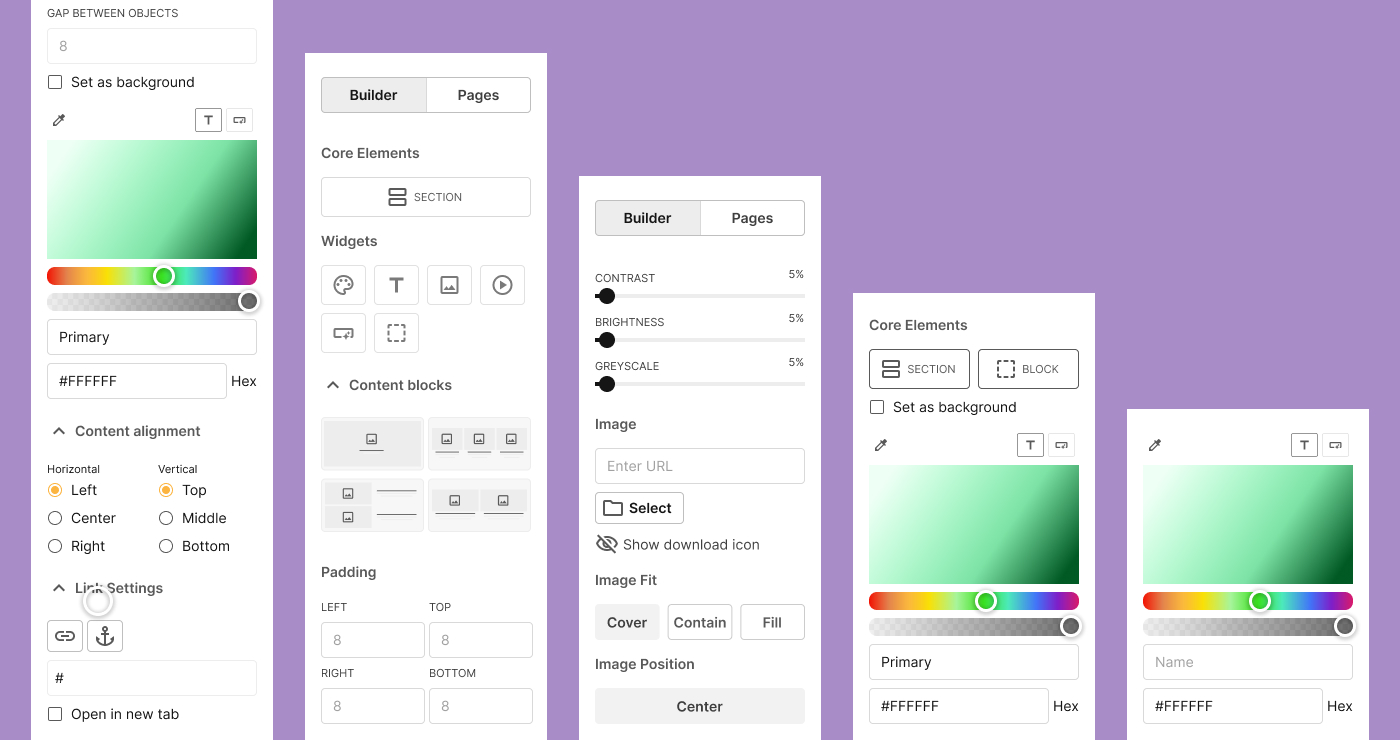 GAP BETWEEN OBJECTS
8
Set as background
T
Primary
#FFFFFF Hex
Content alignment
Horizontal Vertical
Left Top
Center Middle
Right Bottom
Link Settings
#
Open in new tab
Builder Pages
Core Elements
SECTION
Widgets
T
Content blocks
Padding
LEFT TOP
8 8
RIGHT BOTTOM
8 8
Builder Pages
CONTRAST 5%
BRIGHTNESS 5%
GREYSCALE 5%
Image
Enter URL
Select
Show download icon
Image Fit
Cover Contain Fill
Image Position
Center
Core Elements
SECTION BLOCK
Set as background
T
Primary
#FFFFFF Hex
T
Name
#FFFFFF Hex